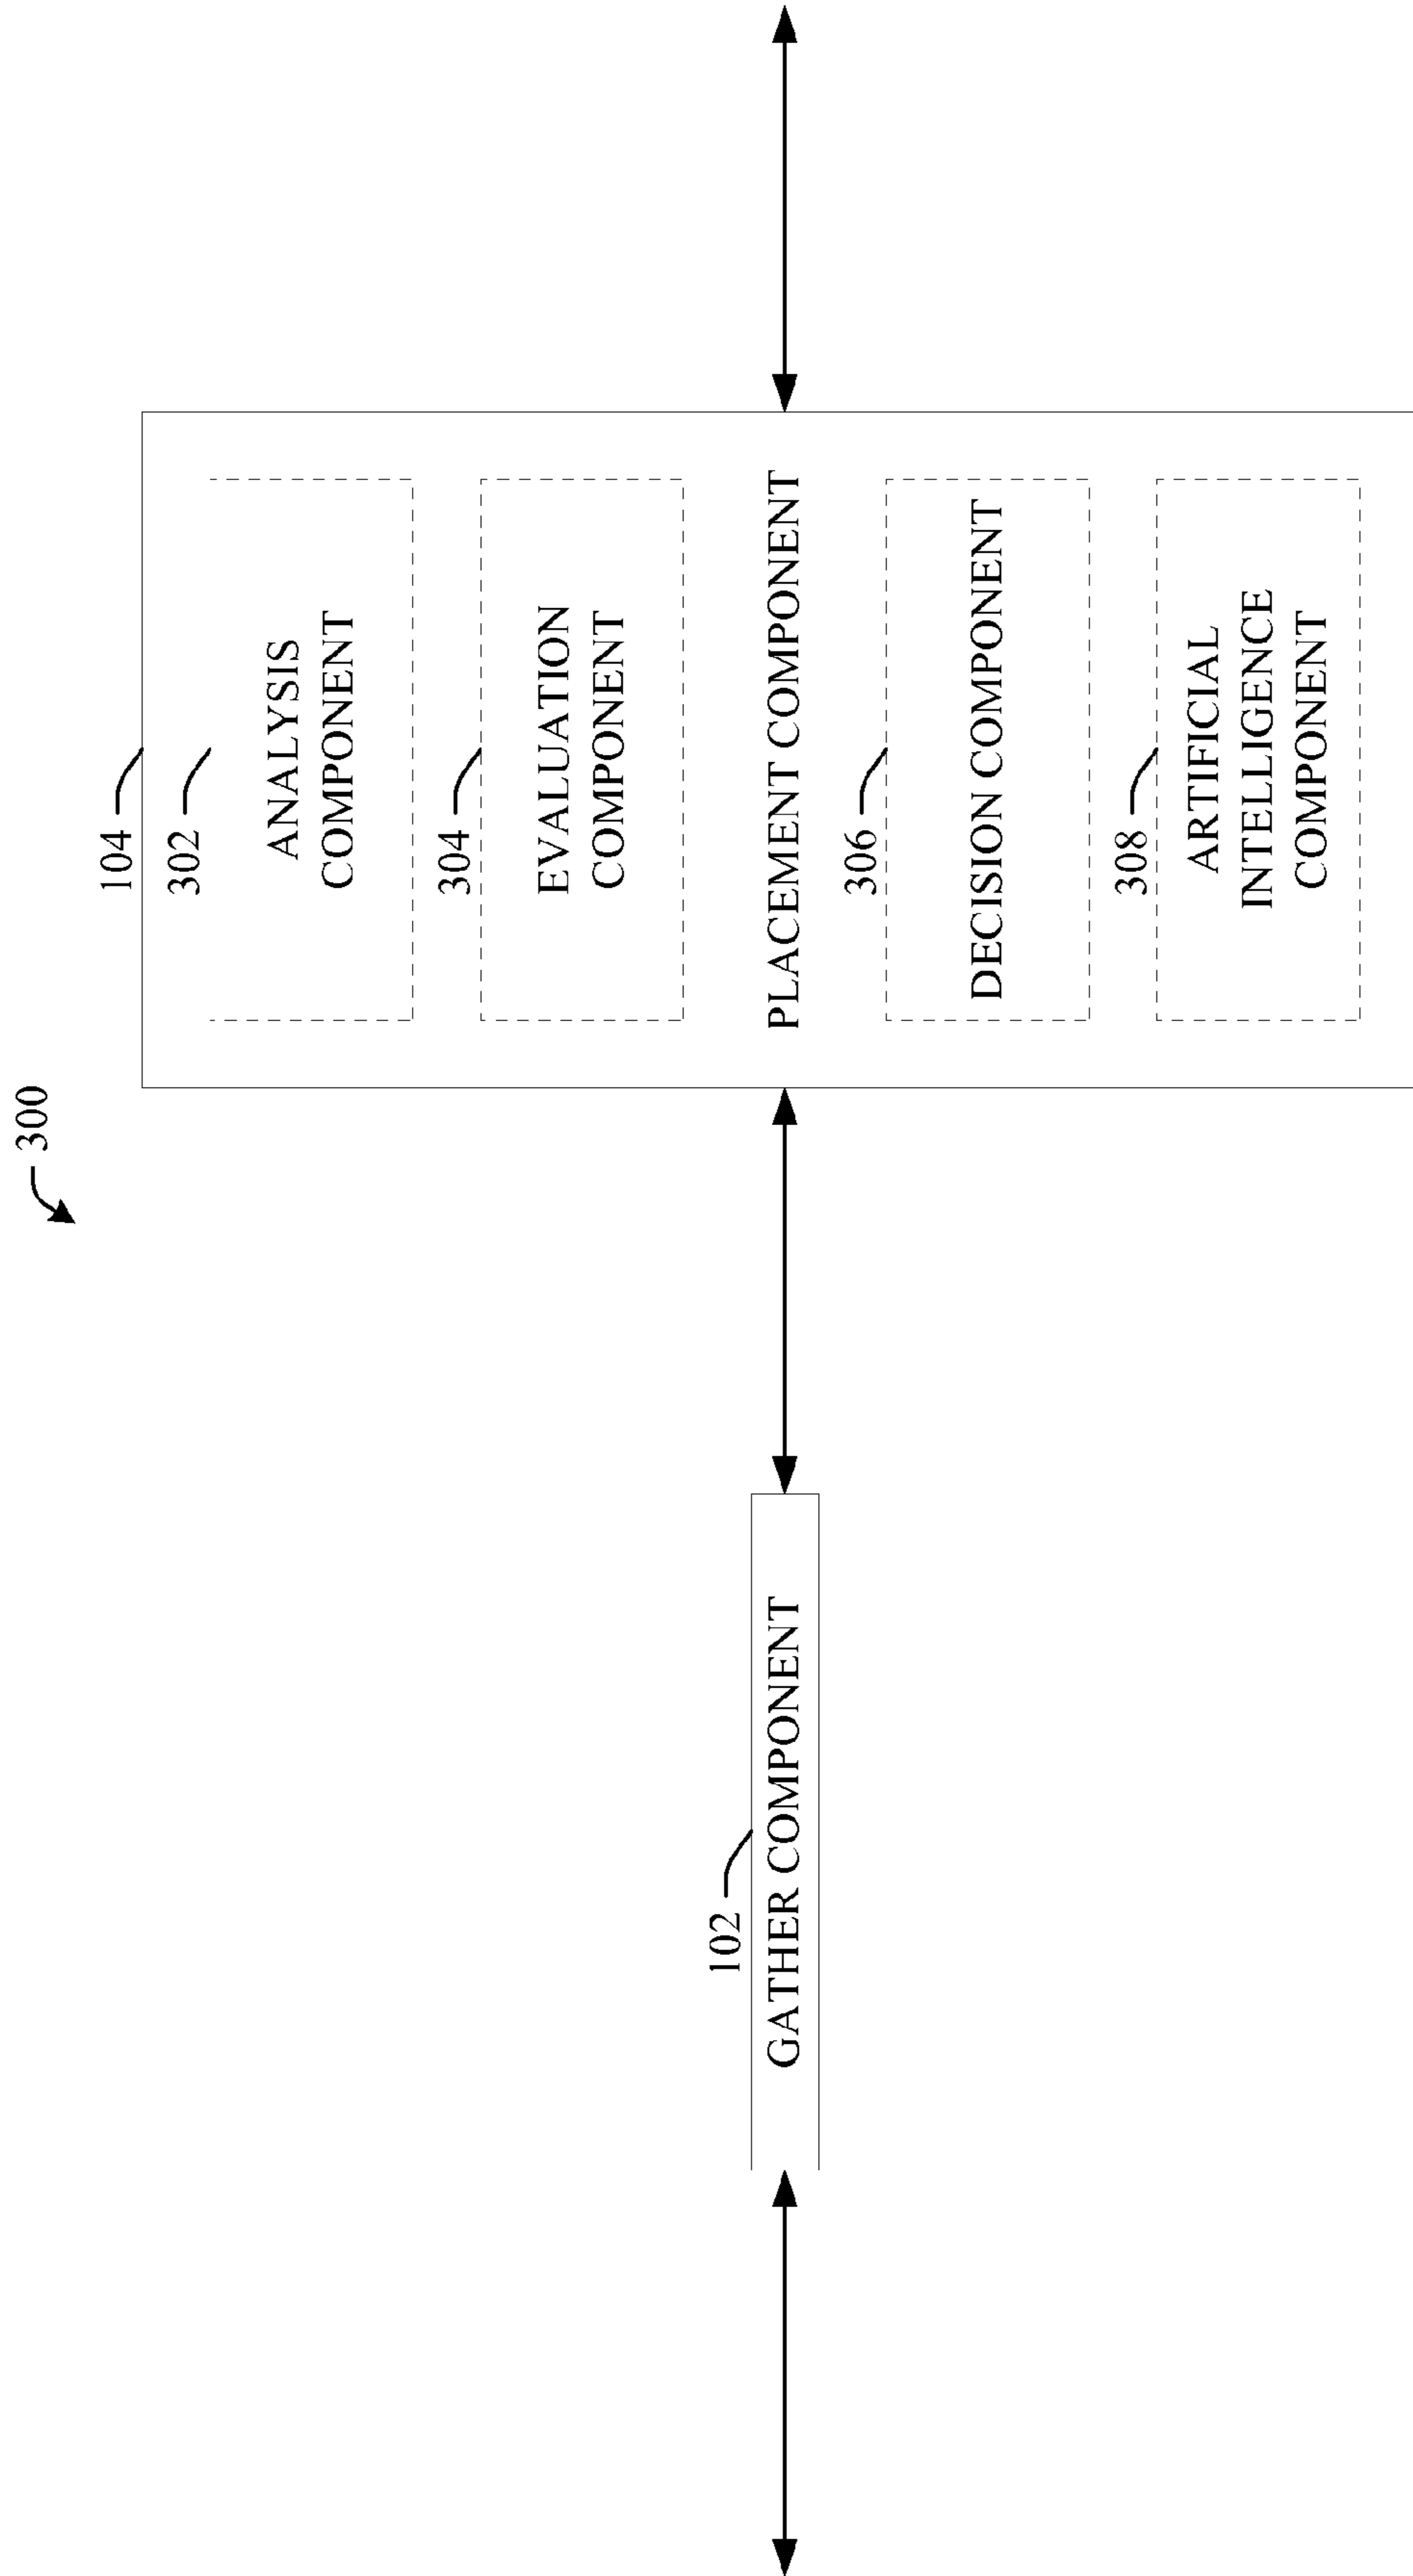 300
104
302
ANALYSIS
COMPONENT
304
EVALUATION
COMPONENT
102
GATHER COMPONENT
PLACEMENT COMPONENT
306
DECISION COMPONENT
308
ARTIFICIAL
INTELLIGENCE
COMPONENT